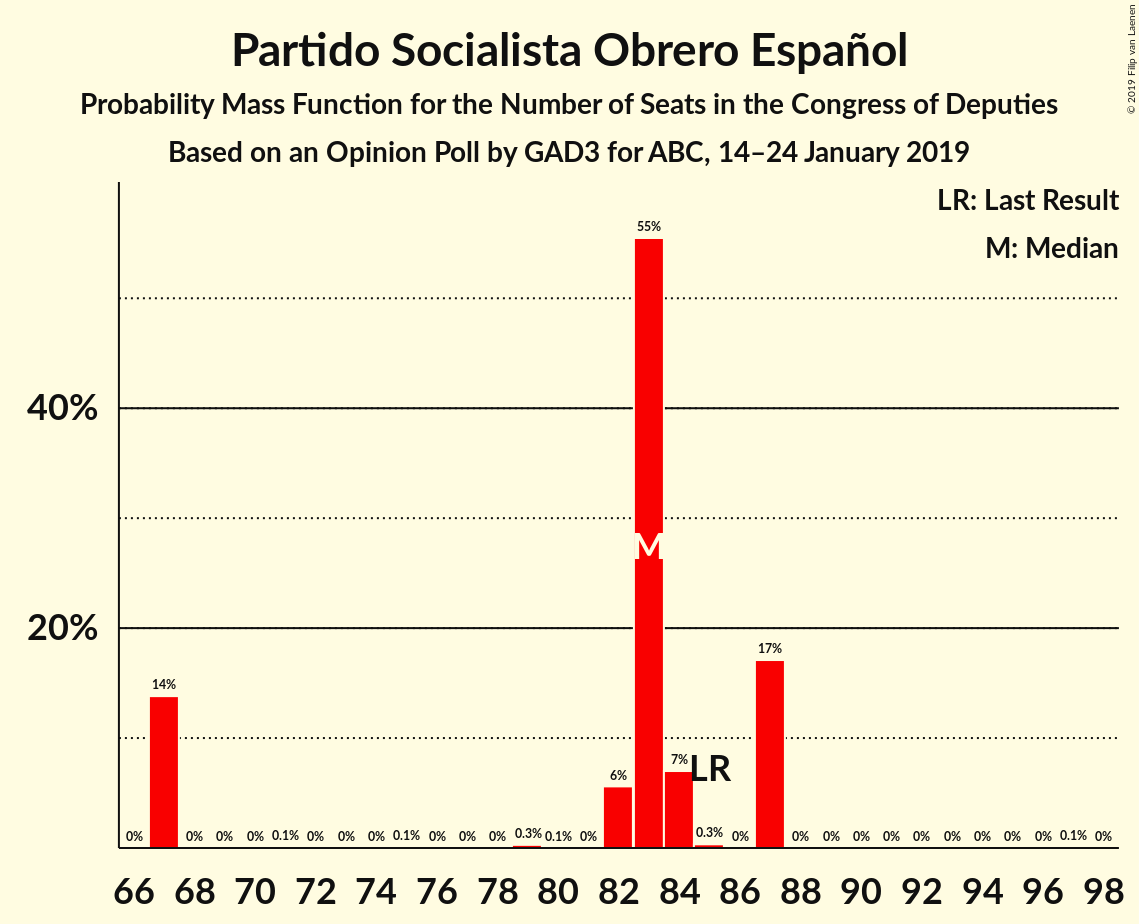 Partido Socialista Obrero Español
Probability Mass Function for the Number of Seats in the Congress of Deputies
Based on an Opinion Poll by GAD3 for ABC, 14–24 January 2019
© 2019 Filip van Laenen
LR: Last Result
M: Median
40%
20%
0% 14% 0% 0% 0% 0.1% 0% 0% 0% 0.1% 0% 0% 0% 0.3% 0.1% 0% 6% 55% 7% 0.3% 0% 17% 0% 0% 0% 0% 0% 0% 0% 0% 0% 0.1% 0%
M
LR
66 68 70 72 74 76 78 80 82 84 86 88 90 92 94 96 98